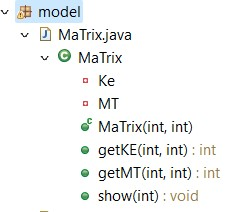 model
MaTrix.java
MaTrix
Ke
MT
MaTrix(int, int)
getKE(int, int) : int
getMT(int, int) : int
show(int) : void